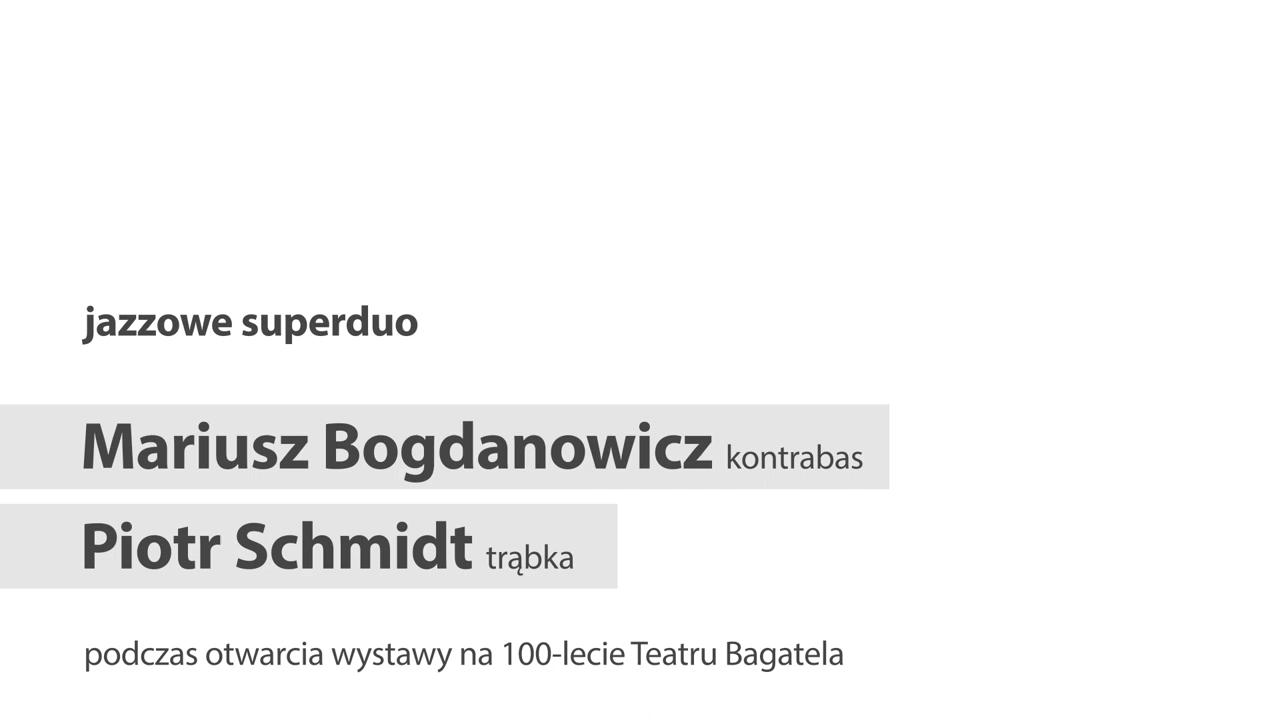 jazzowe superduo
Mariusz Bogdanowicz kontrabas
Piotr Schmidt trąbka
podczas otwarcia wystawy na 100-lecie Teatru Bagatela